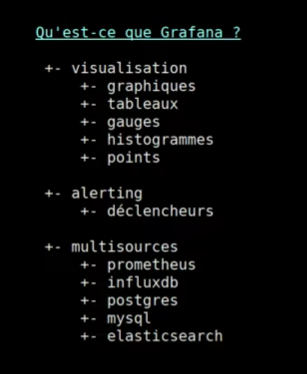 Qu'est-ce que Grafana ?
+- visualisation
+- graphiques
+- tableaux
+- gauges
+- histogrammes
+- points
+- alerting
+- déclencheurs
+- multisources
+- prometheus
+- influxdb
+- postgres
+- mysql
+- elasticsearch